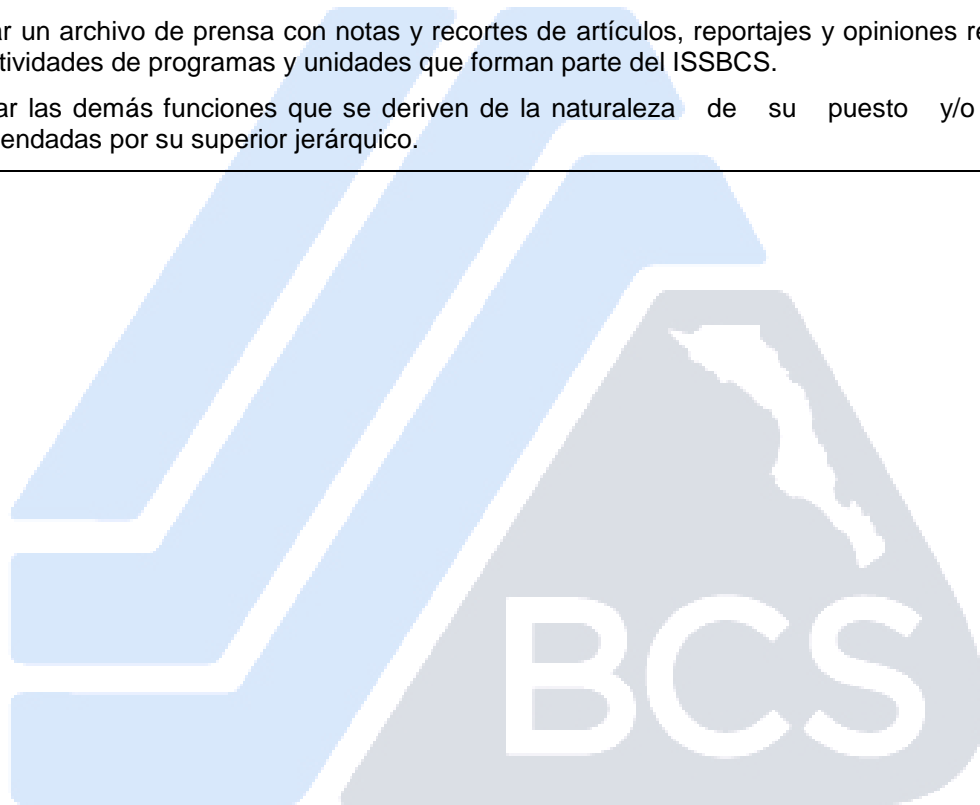 ar un archivo de prensa con notas y recortes de artículos, reportajes y opiniones re
tividades de programas y unidades que forman parte del ISSBCS.
ar las demás funciones que se deriven de la naturaleza de su puesto y/o
endadas por su superior jerárquico.
BCS